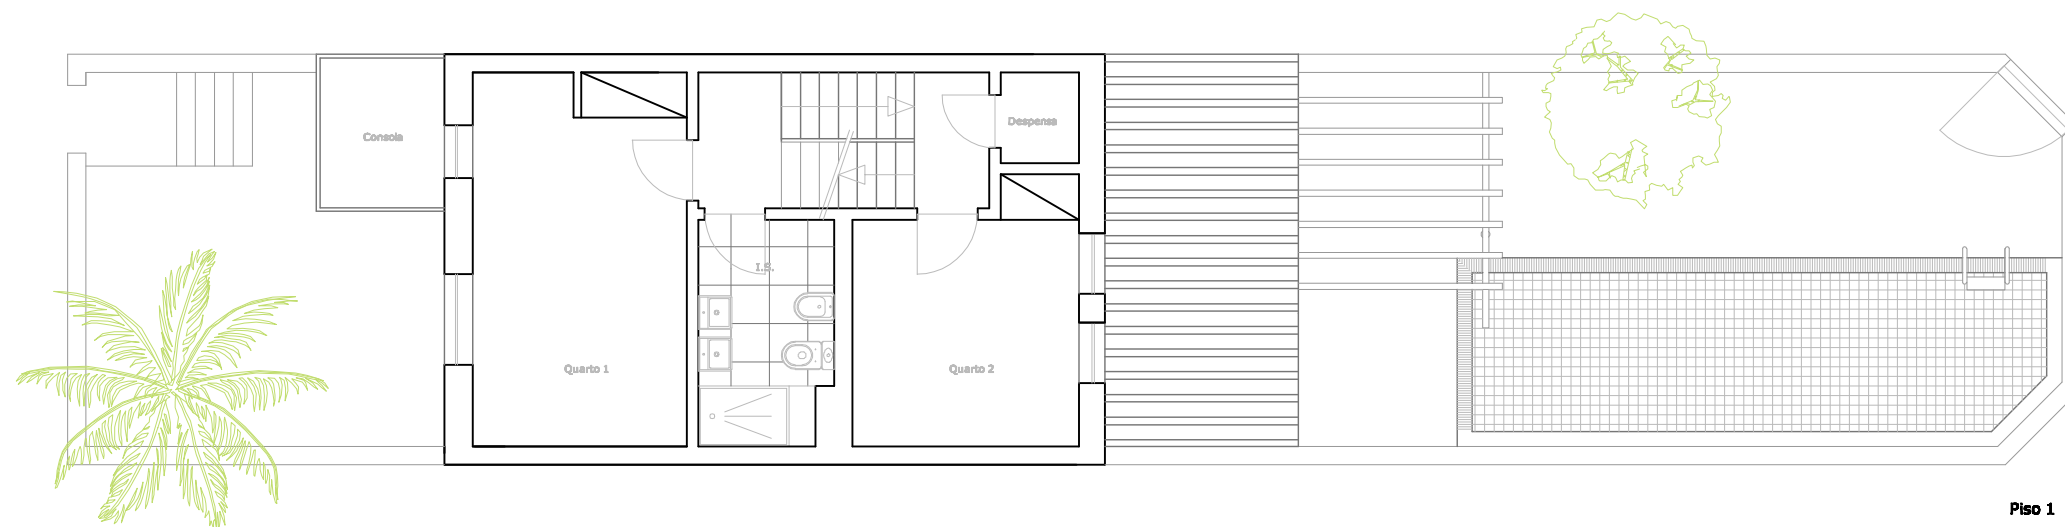 Consola
Despensa
I.S.
Quarto 1
Quarto 2
Piso 1